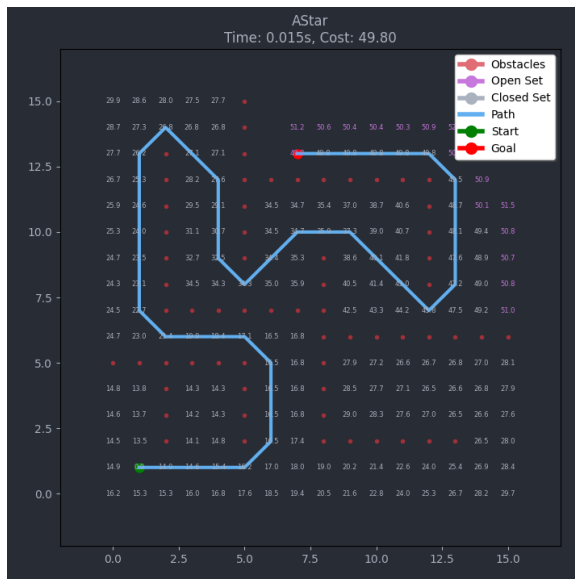 AStar
Time: 0.015s, Cost: 49.80
Obstacles
Open Set
Closed Set
Path
Start
Goal
15.0 29.9 28.6 28.0 27.5 27.7
28.7 27.3 26.8 26.8 51.2 50.6 50.4 50.4 50.3 50.9
27.7 27.1
12.5
26.7 28.2 50.9
25.9 29.5 34.5 34.7 35.4 37.0 38.7 40.6 50.1 51.5
10.0 25.3 31.1 34.5 39.0 40.7 49.4 50.8
24.7 32.7 35.3 38.6 41.8 48.9 50.7
24.3 34.5 34.3 35.0 35.9 40.5 41.4 49.0 50.8
7.5
24.5 42.5 43.3 44.2 47.5 49.2 51.0
24.7 23.0 16.5 16.8
5.0 27.9 27.2 26.6 26.7 26.8 27.0 28.1
14.8 13.8 14.3 14.3 16.8 28.5 27.7 27.1 26.5 26.6 26.8 27.9
14.6 13.7 14.2 14.3 16.8 29.0 28.3 27.6 27.0 26.5 26.6 27.6
2.5
14.5 13.5 14.1 14.8 17.4 26.5 28.0
14.9 17.0 18.0 19.0 20.2 21.4 22.6 24.0 25.4 26.9 28.4
0.0 16.2 15.3 15.3 16.0 16.8 17.6 18.5 19.4 20.5 21.6 22.8 24.0 25.3 26.7 28.2 29.7
0.0 2.5 5.0 7.5 10.0 12.5 15.0